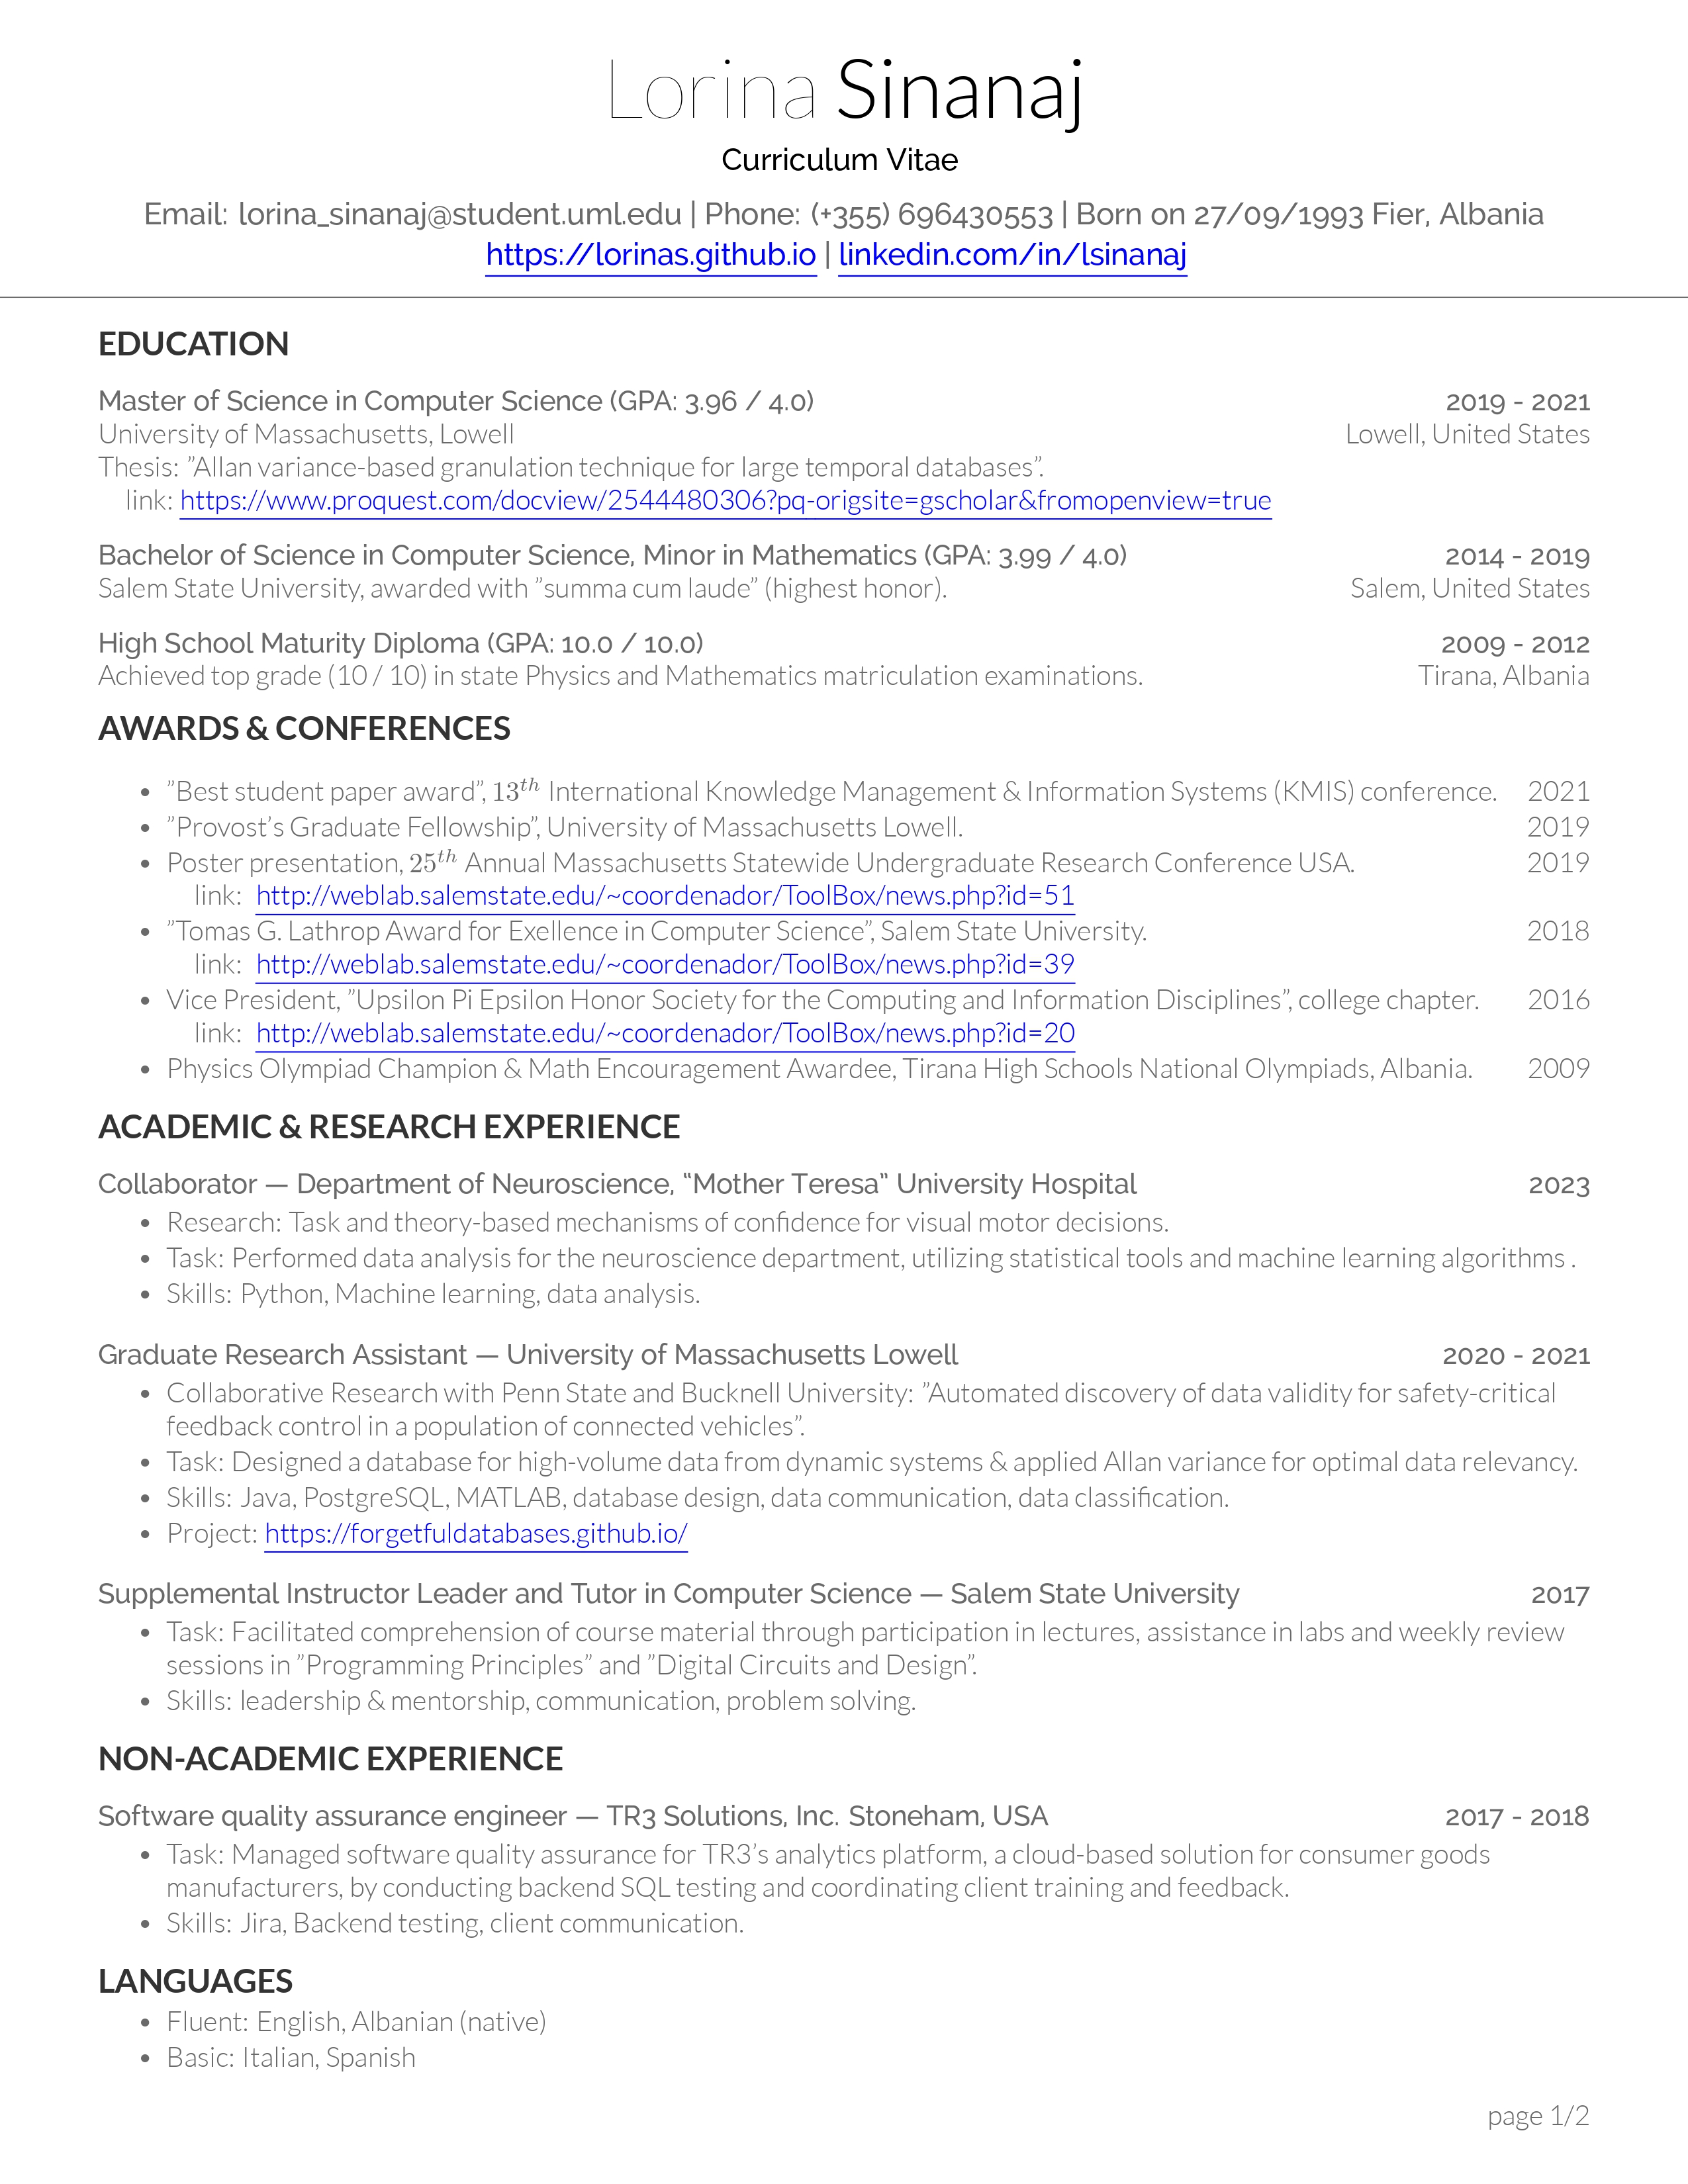 Lorina Sinanaj
Curriculum Vitae
Email: lorina_sinanaj@student.uml.edu | Phone: (+355) 696430553 | Born on 27/09/1993 Fier, Albania
https://lorinas.github.io | linkedin.com/in/lsinanaj
EDUCATION
Master of Science in Computer Science (GPA: 3.96 / 4.0) 2019 - 2021
University of Massachusetts, Lowell Lowell, United States
Thesis: ”Allan variance-based granulation technique for large temporal databases”.
link: https://www.proquest.com/docview/2544480306?pq-origsite=gscholar&fromopenview=true
Bachelor of Science in Computer Science, Minor in Mathematics (GPA: 3.99 / 4.0) 2014 - 2019
Salem State University, awarded with ”summa cum laude” (highest honor). Salem, United States
High School Maturity Diploma (GPA: 10.0 / 10.0) 2009 - 2012
Achieved top grade (10 / 10) in state Physics and Mathematics matriculation examinations. Tirana, Albania
AWARDS & CONFERENCES
• ”Best student paper award”, 13th International Knowledge Management & Information Systems (KMIS) conference. 2021
• ”Provost’s Graduate Fellowship”, University of Massachusetts Lowell. 2019
• Poster presentation, 25th Annual Massachusetts Statewide Undergraduate Research Conference USA. 2019
link: http://weblab.salemstate.edu/~coordenador/ToolBox/news.php?id=51
• ”Tomas G. Lathrop Award for Exellence in Computer Science”, Salem State University. 2018
link: http://weblab.salemstate.edu/~coordenador/ToolBox/news.php?id=39
• Vice President, ”Upsilon Pi Epsilon Honor Society for the Computing and Information Disciplines”, college chapter. 2016
link: http://weblab.salemstate.edu/~coordenador/ToolBox/news.php?id=20
• Physics Olympiad Champion & Math Encouragement Awardee, Tirana High Schools National Olympiads, Albania. 2009
ACADEMIC & RESEARCH EXPERIENCE
Collaborator — Department of Neuroscience, “Mother Teresa” University Hospital 2023
• Research: Task and theory-based mechanisms of confidence for visual motor decisions.
• Task: Performed data analysis for the neuroscience department, utilizing statistical tools and machine learning algorithms .
• Skills: Python, Machine learning, data analysis.
Graduate Research Assistant — University of Massachusetts Lowell 2020 - 2021
• Collaborative Research with Penn State and Bucknell University: ”Automated discovery of data validity for safety-critical
feedback control in a population of connected vehicles”.
• Task: Designed a database for high-volume data from dynamic systems & applied Allan variance for optimal data relevancy.
• Skills: Java, PostgreSQL, MATLAB, database design, data communication, data classification.
• Project: https://forgetfuldatabases.github.io/
Supplemental Instructor Leader and Tutor in Computer Science — Salem State University 2017
• Task: Facilitated comprehension of course material through participation in lectures, assistance in labs and weekly review
sessions in ”Programming Principles” and ”Digital Circuits and Design”.
• Skills: leadership & mentorship, communication, problem solving.
NON-ACADEMIC EXPERIENCE
Software quality assurance engineer — TR3 Solutions, Inc. Stoneham, USA 2017 - 2018
• Task: Managed software quality assurance for TR3’s analytics platform, a cloud-based solution for consumer goods
manufacturers, by conducting backend SQL testing and coordinating client training and feedback.
• Skills: Jira, Backend testing, client communication.
LANGUAGES
• Fluent: English, Albanian (native)
• Basic: Italian, Spanish
page 1/2